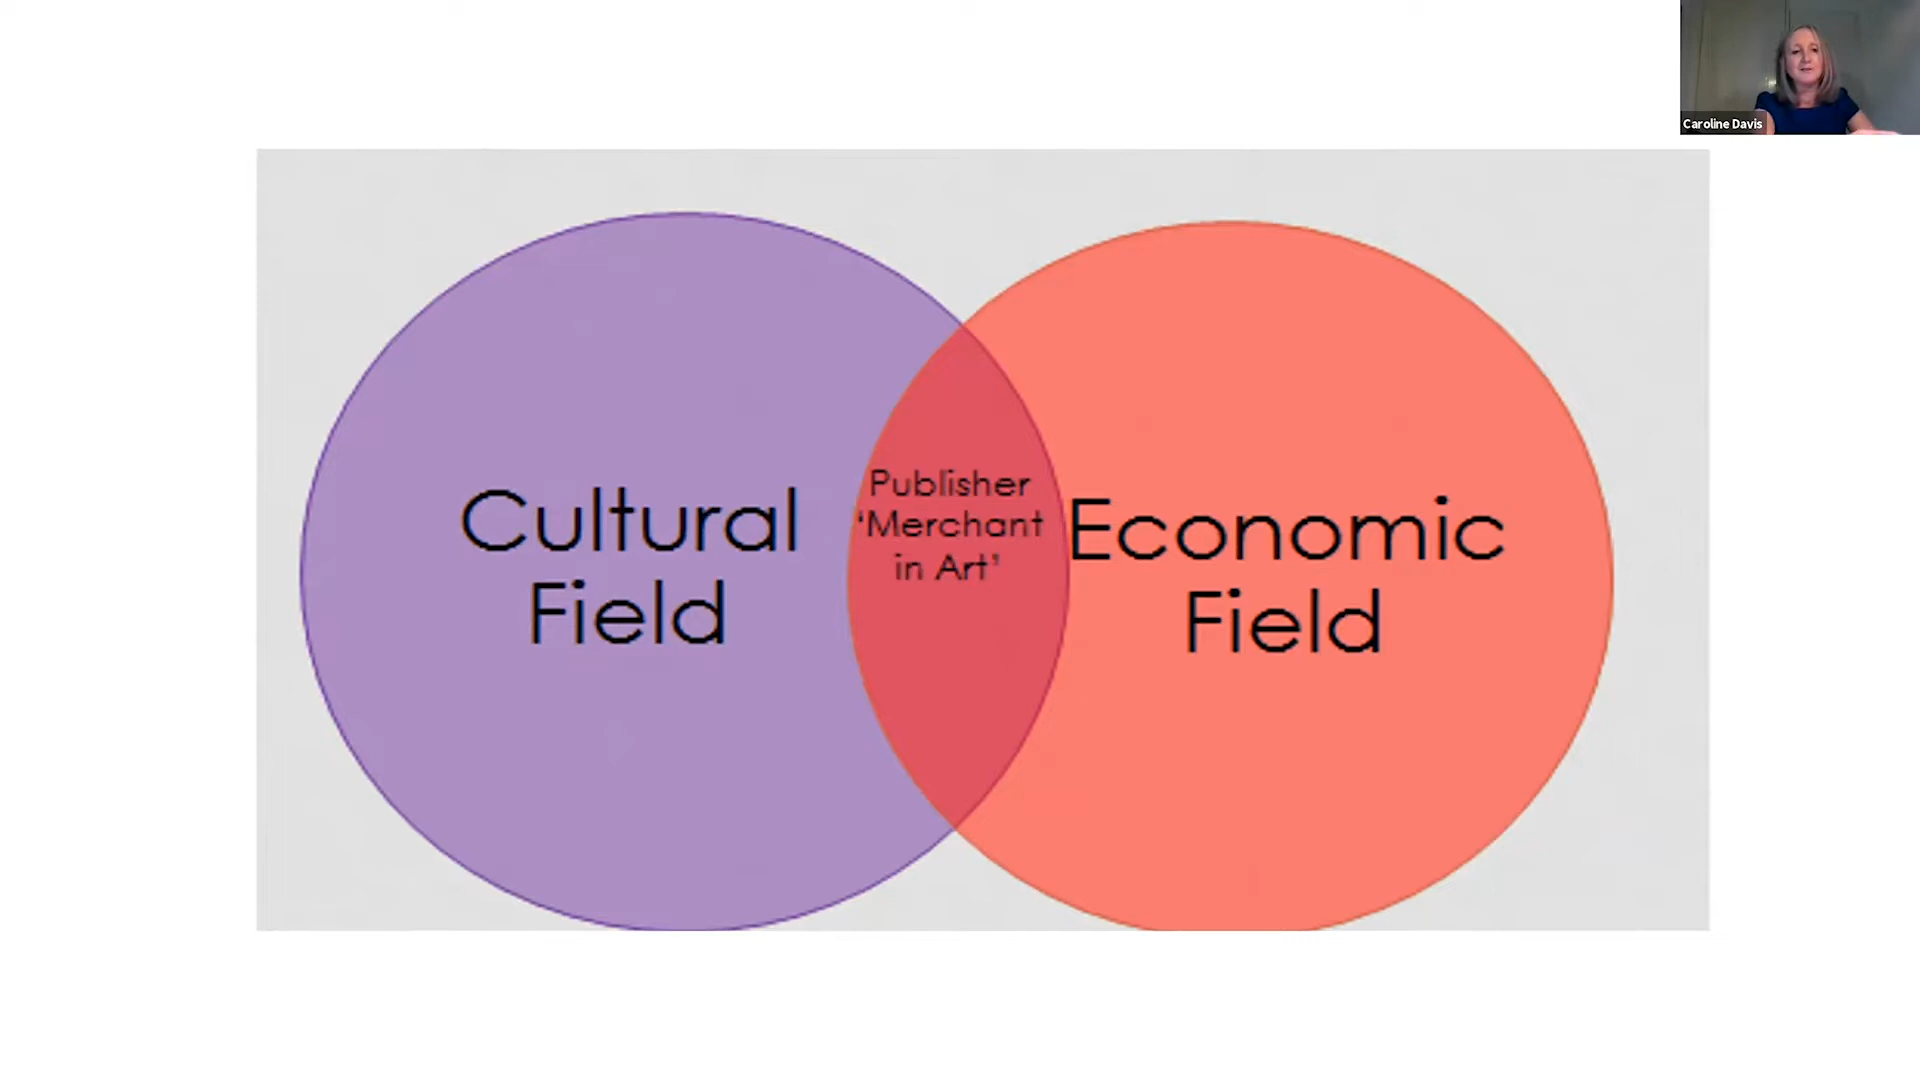 Caroline Davis
Cultural
Field
Publisher
‘Merchant
in Art’
Economic
Field